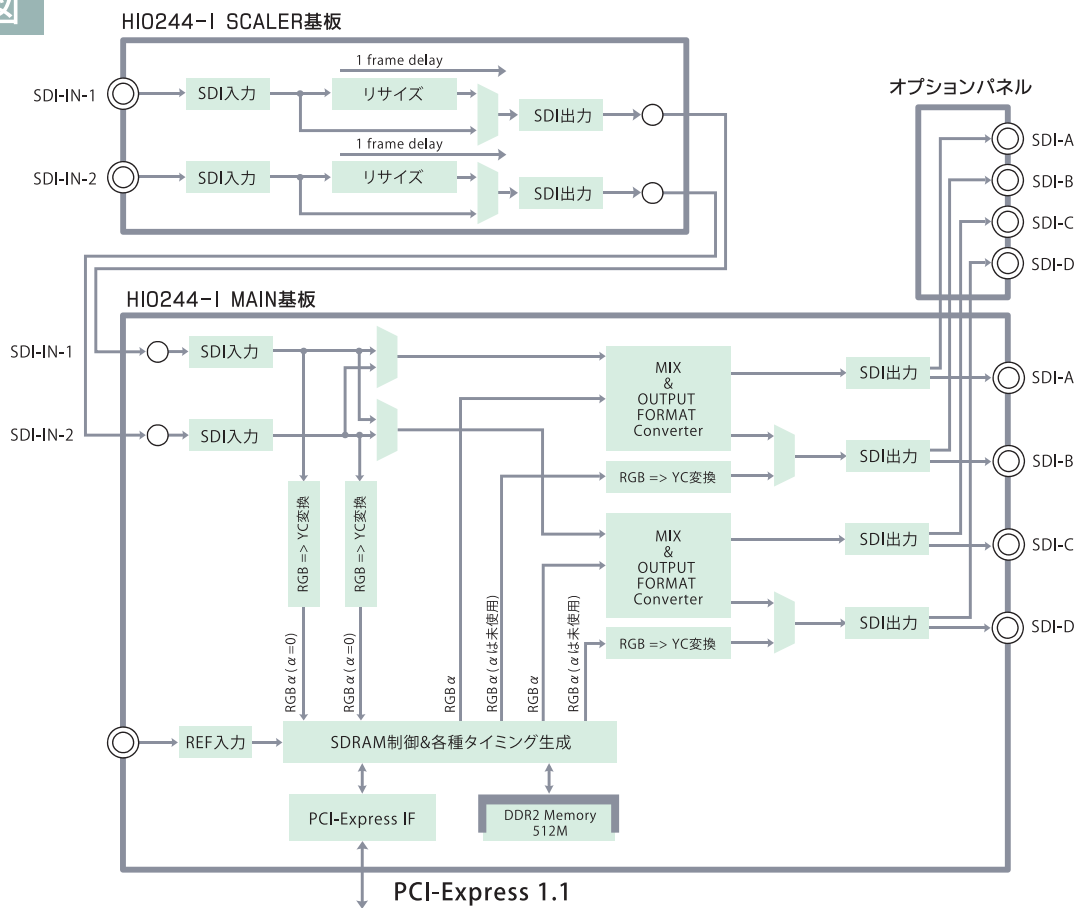 図
HIO244-I SCALER基板
1 frame delay
SDI-IN-1
SDI入力
リサイズ
SDI出力
1 frame delay
SDI-IN-2
SDI入力
リサイズ
SDI出力
オプションパネル
SDI-A
SDI-B
SDI-C
SDI-D
HIO244-I MAIN基板
SDI-IN-1
SDI入力
SDI-IN-2
SDI入力
MIX
&
OUTPUT
FORMAT
Converter
RGB => YC変換
MIX
&
OUTPUT
FORMAT
Converter
RGB => YC変換
SDI出力
SDI-A
SDI出力
SDI-B
SDI出力
SDI-C
SDI出力
SDI-D
RGB => YC変換
RGB => YC変換
RGB α (α=0)
RGB α (α=0)
RGB α
RGB α (αは未使用)
RGB α
RGB α (αは未使用)
REF入力
SDRAM制御&各種タイミング生成
PCI-Express IF
DDR2 Memory
512M
PCI-Express 1.1